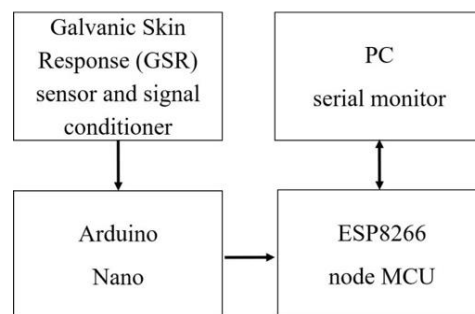 Galvanic Skin
Response (GSR)
sensor and signal
conditioner
PC
serial monitor
Arduino
Nano
ESP8266
node MCU